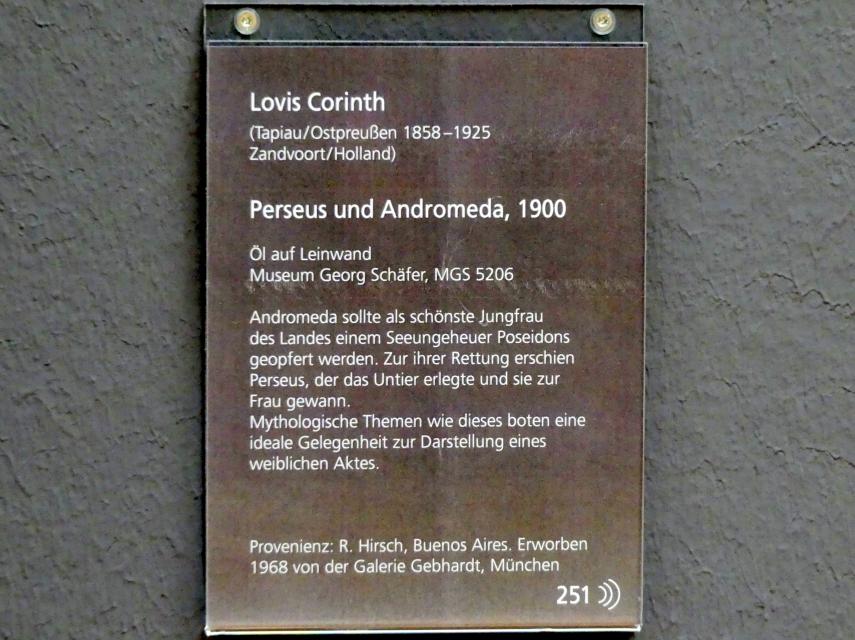 Lovis Corinth
(Tapiau/Ostpreußen 1858–1925
Zandvoort/Holland)
Perseus und Andromeda, 1900
Öl auf Leinwand
Museum Georg Schäfer, MGS 5206
Andromeda sollte als schönste Jungfrau
des Landes einem Seeungeheuer Poseidons
geopfert werden. Zur ihrer Rettung erschien
Perseus, der das Untier erlegte und sie zur
Frau gewann.
Mythologische Themen wie dieses boten eine
ideale Gelegenheit zur Darstellung eines
weiblichen Aktes.
Provenienz: R. Hirsch, Buenos Aires. Erworben
1968 von der Galerie Gebhardt, München
251